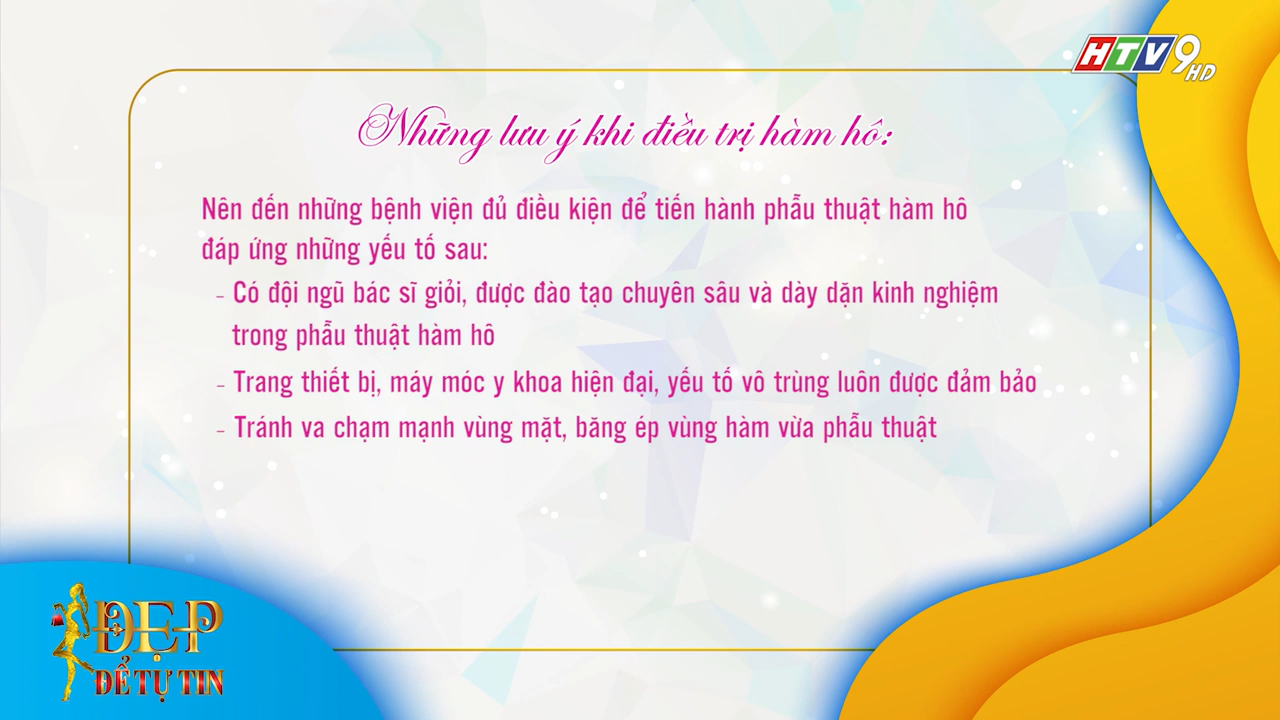 HTV9 HD
Những lưu ý khi điều trị hàm hô:
Nên đến những bệnh viện đủ điều kiện để tiến hành phẫu thuật hàm hô
đáp ứng những yếu tố sau:
- Có đội ngũ bác sĩ giỏi, được đào tạo chuyên sâu và dày dặn kinh nghiệm
trong phẫu thuật hàm hô
- Trang thiết bị, máy móc y khoa hiện đại, yếu tố vô trùng luôn được đảm bảo
- Tránh va chạm mạnh vùng mặt, băng ép vùng hàm vừa phẫu thuật
ĐẸP
ĐỂ TỰ TIN